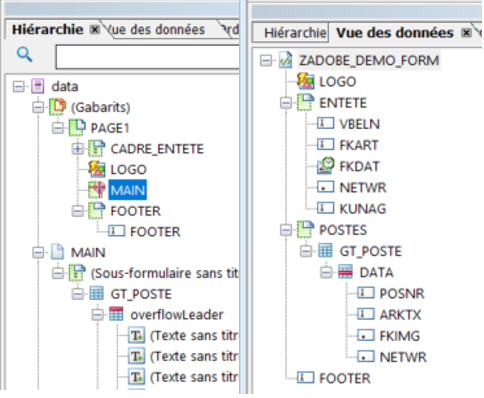 Hiérarchie
Vue des données
data
(Gabarits)
PAGE1
CADRE_ENTETE
LOGO
MAIN
FOOTER
FOOTER
MAIN
(Sous-formulaire sans tit
GT_POSTE
overflowLeader
(Texte sans titr
(Texte sans titr
(Texte sans titr
Hiérarchie
Vue des données
ZADOBE_DEMO_FORM
LOGO
ENTETE
VBELN
FKART
FKDAT
NETWR
KUNAG
POSTES
GT_POSTE
DATA
POSNR
ARKTX
FKIMG
NETWR
FOOTER